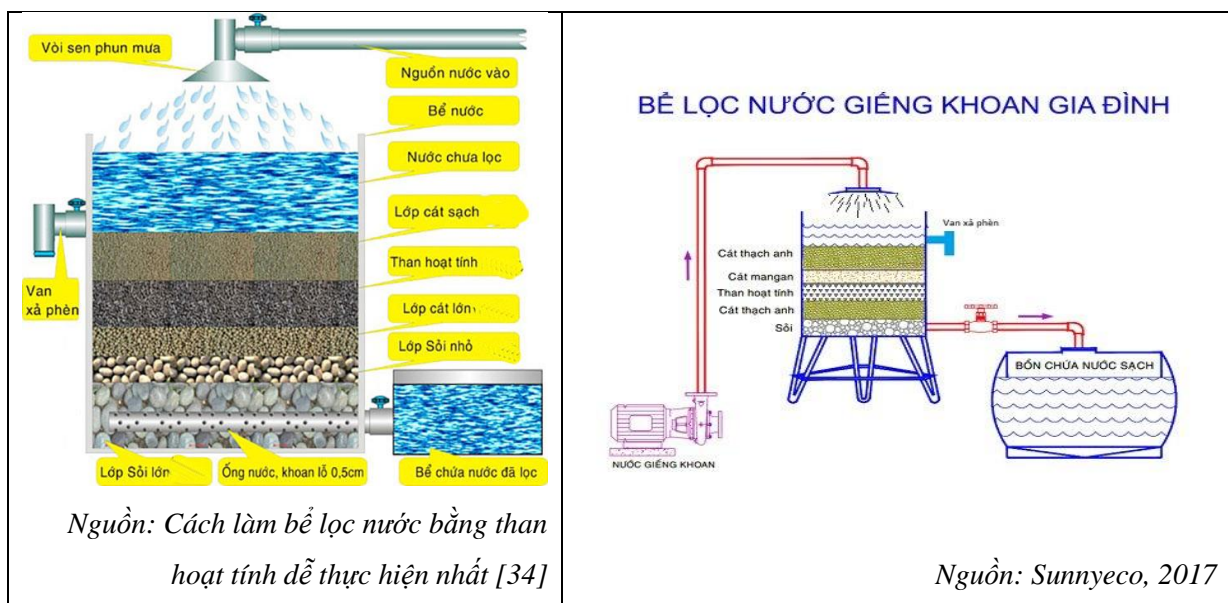 Vòi sen phun mưa
Nguồn nước vào
Bể nước
Nước chưa lọc
Lớp cát sạch
Than hoạt tính
Van
xả phèn
Lớp cát lớn
Lớp Sỏi nhỏ
Lớp Sỏi lớn
Ống nước, khoan lỗ 0,5cm
Bể chứa nước đã lọc
Nguồn: Cách làm bể lọc nước bằng than
hoạt tính dễ thực hiện nhất [34]
BỂ LỌC NƯỚC GIẾNG KHOAN GIA ĐÌNH
Van xả phèn
Cát thạch anh
Cát mangan
Than hoạt tính
Cát thạch anh
Sỏi
BỒN CHỨA NƯỚC SẠCH
NƯỚC GIẾNG KHOAN
Nguồn: Sunnyeco, 2017